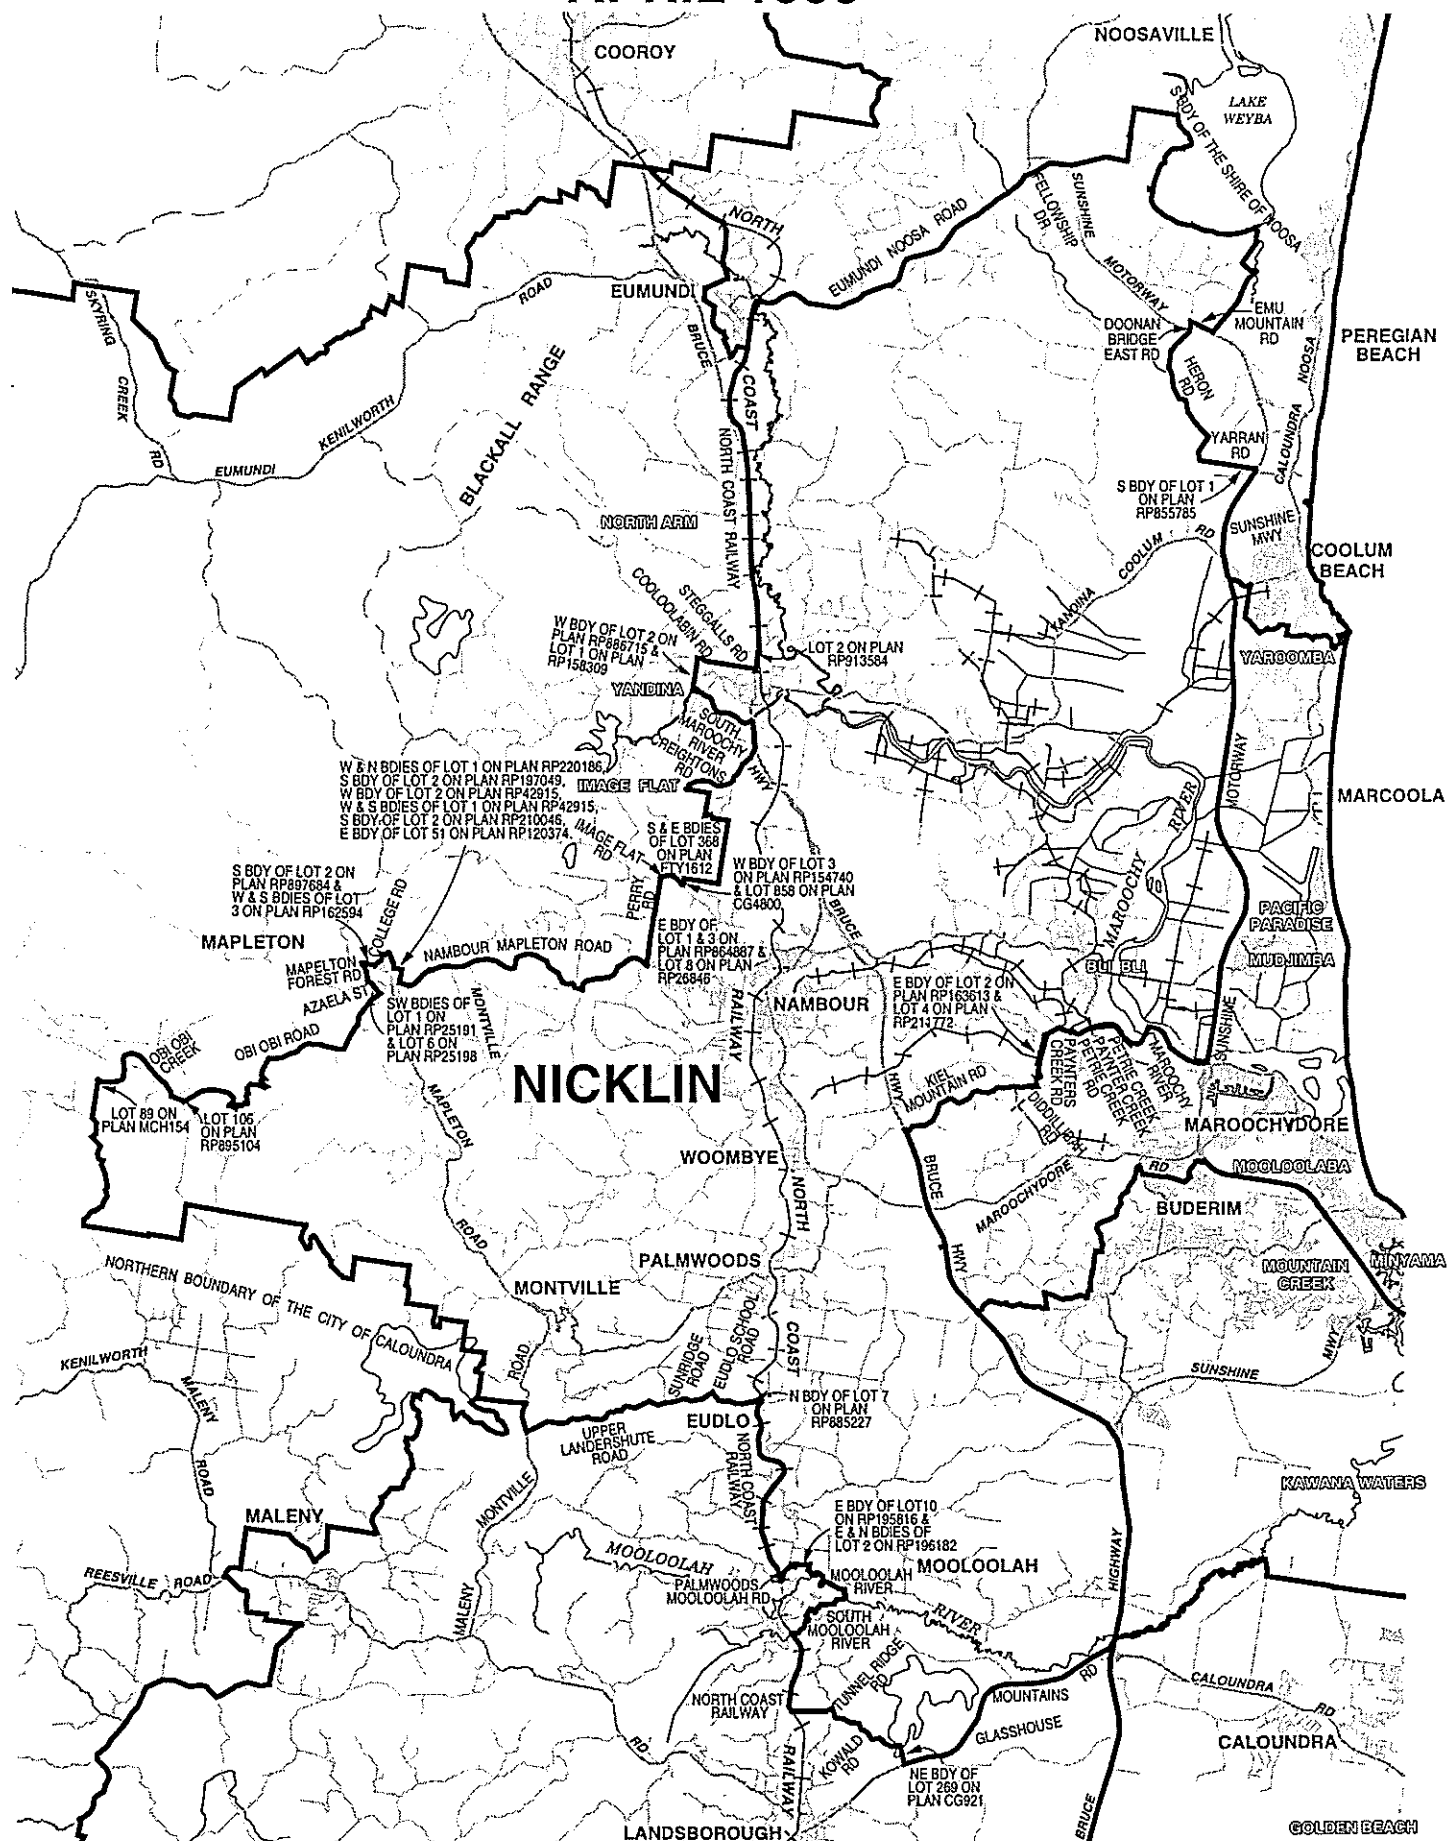 COOROY
NOOSAVILLE
LAKE
WEYBA
S BDY OF THE SHIRE OF NOOSA
NORTH
FELLOWSHIP
DR
SUNSHINE
MOTORWAY
EUMUNDI NOOSA ROAD
EUMUNDI
ROAD
SKYRING
CREEK
RD
BRUCE
COAST
EMU
MOUNTAIN
RD
DOONAN
BRIDGE
EAST RD
HERON
RD
NOOSA
CALOUNDRA
PEREGIAN
BEACH
BLACKALL RANGE
KENILWORTH
EUMUNDI
YARRAN
RD
S BDY OF LOT 1
ON PLAN
RP855785
NORTH COAST RAILWAY
NORTH ARM
SUNSHINE
MWY
COOLUM
BEACH
YANDINA
COOLUM
RD
STEGGALLS RD
COOLOOLABIN RD
W BDY OF LOT 2 ON
PLAN RP886715 &
LOT 1 ON PLAN
RP158309
LOT 2 ON PLAN
RP913584
YAROOMBA
YANDINA
SOUTH
MAROOCHY
RIVER
CREIGHTONS
RD
HWY
W & N BDIES OF LOT 1 ON PLAN RP220186,
S BDY OF LOT 2 ON PLAN RP197049,
W BDY OF LOT 2 ON PLAN RP42915,
W & S BDIES OF LOT 1 ON PLAN RP42915,
S BDY OF LOT 2 ON PLAN RP210046,
E BDY OF LOT 51 ON PLAN RP120374.
IMAGE FLAT
IMAGE FLAT
RD
S & E BDIES
OF LOT 368
ON PLAN
FTY1612
MOTORWAY
MARCOOLA
MAROOCHY
RIVER
S BDY OF LOT 2 ON
PLAN RP897684 &
W & S BDIES OF LOT
3 ON PLAN RP162594
COLLEGE RD
PERRY
RD
W BDY OF LOT 3
ON PLAN RP154740
& LOT 858 ON PLAN
CG4800
BRUCE
PACIFIC
PARADISE
MUDJIMBA
BLI BLI
MAPLETON
MAPELTON
FOREST RD
NAMBOUR MAPLETON ROAD
E BDY OF
LOT 1 & 3 ON
PLAN RP864887 &
LOT 8 ON PLAN
RP26846
AZAELA ST
SW BDIES OF
LOT 1 ON
PLAN RP25191
& LOT 6 ON
PLAN RP25198
MONTVILLE
RAILWAY
NAMBOUR
E BDY OF LOT 2 ON
PLAN RP163613 &
LOT 4 ON PLAN
RP211772
OBI OBI
CREEK
OBI OBI ROAD
NICKLIN
HWY
KIEL
MOUNTAIN RD
PAYNTERS
CREEK RD
PETRIE RD
PAYNTER CREEK
PETRIE CREEK
MAROOCHY
RIVER
SUNSHINE
LOT 89 ON
PLAN MCH154
LOT 106
ON PLAN
RP895104
MAPLETON
DIDDILLIBAH
RD
MAROOCHYDORE
WOOMBYE
BRUCE
MAROOCHYDORE
RD
MOOLOOLABA
NORTH
BUDERIM
ROAD
HWY
PALMWOODS
NORTHERN BOUNDARY OF THE CITY OF CALOUNDRA
MOUNTAIN
CREEK
MINYAMA
MONTVILLE
EUDLO SCHOOL
ROAD
SUNRIDGE
ROAD
COAST
KENILWORTH
ROAD
SUNSHINE
MWY
MALENY
ROAD
N BDY OF LOT 7
ON PLAN
RP885227
EUDLO
UPPER
LANDERSHUTE
ROAD
NORTH COAST
RAILWAY
KAWANA WATERS
MALENY
MONTVILLE
E BDY OF LOT10
ON RP195816 &
E & N BDIES OF
LOT 2 ON RP196182
HIGHWAY
MOOLOOLAH
MOOLOOLAH
REESVILLE ROAD
PALMWOODS
MOOLOOLAH RD
MOOLOOLAH
RIVER
RIVER
MALENY
SOUTH
MOOLOOLAH
RIVER
TUNNEL RIDGE
RD
NORTH COAST
RAILWAY
MOUNTAINS
RD
GLASSHOUSE
CALOUNDRA
RD
CALOUNDRA
RD
RAILWAY
KOWALD
RD
NE BDY OF
LOT 269 ON
PLAN CG921
BRUCE
LANDSBOROUGH
GOLDEN BEACH